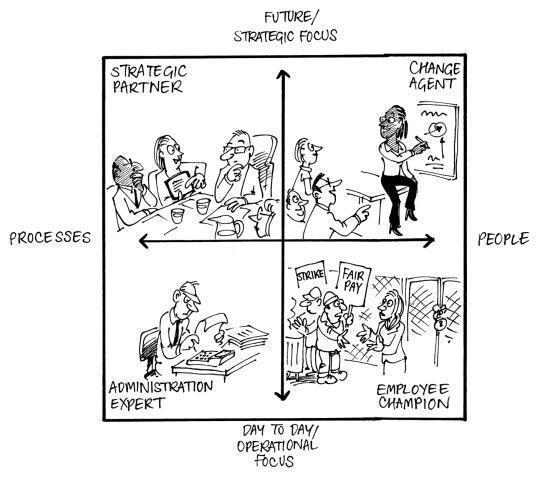 FUTURE/
STRATEGIC FOCUS
STRATEGIC
PARTNER
CHANGE
AGENT
PROCESSES
PEOPLE
STRIKE
FAIR
PAY
ADMINISTRATION
EXPERT
EMPLOYEE
CHAMPION
DAY TO DAY/
OPERATIONAL
FOCUS